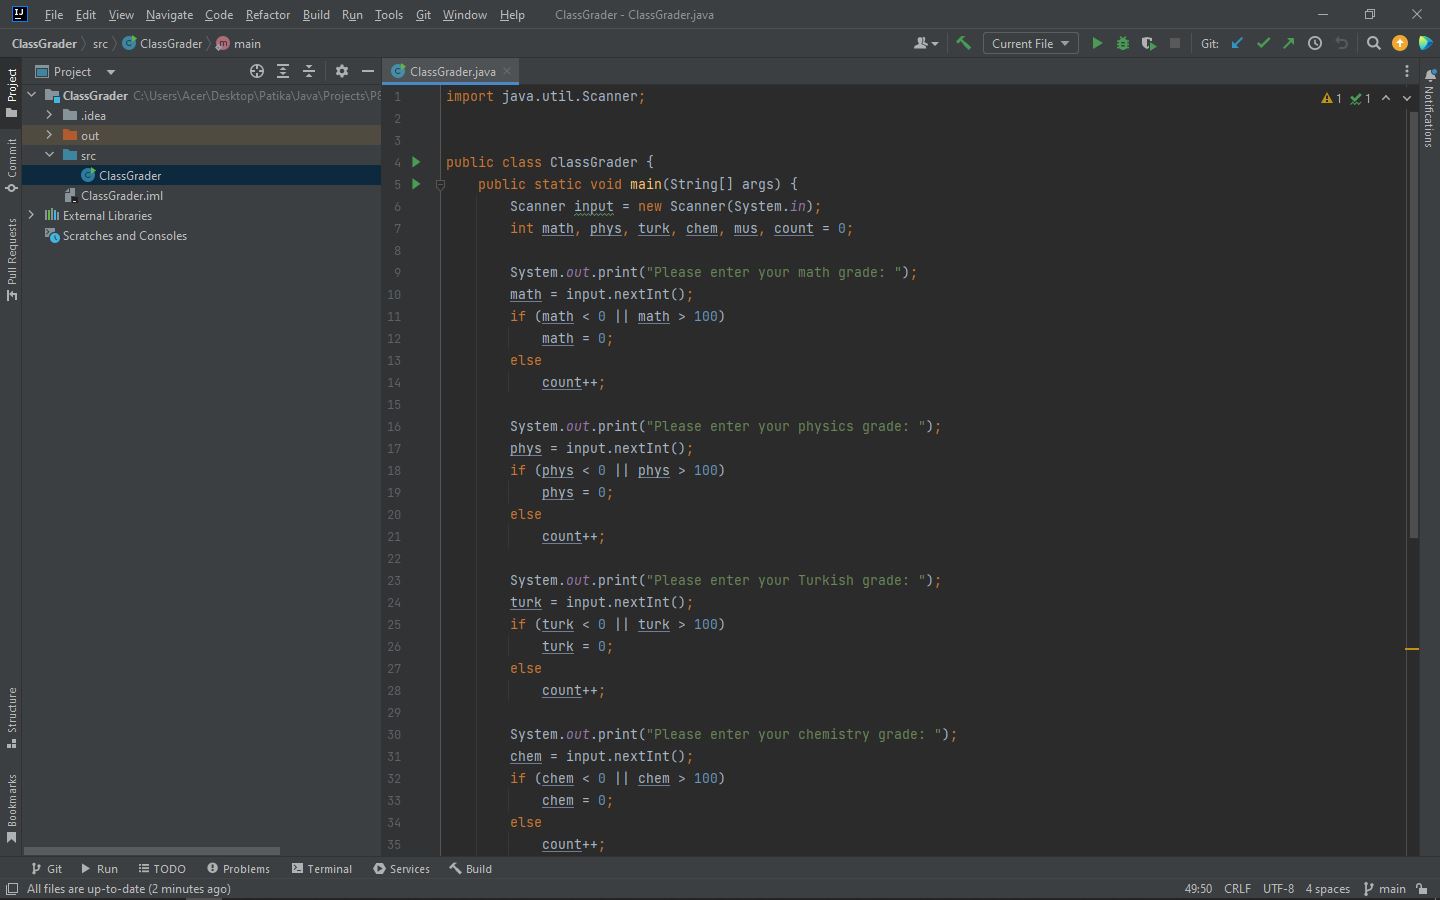 File Edit View Navigate Code Refactor Build Run Tools Git Window Help ClassGrader - ClassGrader.java
ClassGrader src ClassGrader main Current File Git:
Project
ClassGrader.java
ClassGrader C:\Users\Acer\Desktop\Patika\Java\Projects\P
.idea
out
src
ClassGrader
ClassGrader.iml
External Libraries
Scratches and Consoles
Project
Commit
Pull Requests
Structure
Bookmarks
1 import java.util.Scanner;
2
3
4 public class ClassGrader {
5 public static void main(String[] args) {
6 Scanner input = new Scanner(System.in);
7 int math, phys, turk, chem, mus, count = 0;
8
9 System.out.print("Please enter your math grade: ");
10 math = input.nextInt();
11 if (math < 0 || math > 100)
12 math = 0;
13 else
14 count++;
15
16 System.out.print("Please enter your physics grade: ");
17 phys = input.nextInt();
18 if (phys < 0 || phys > 100)
19 phys = 0;
20 else
21 count++;
22
23 System.out.print("Please enter your Turkish grade: ");
24 turk = input.nextInt();
25 if (turk < 0 || turk > 100)
26 turk = 0;
27 else
28 count++;
29
30 System.out.print("Please enter your chemistry grade: ");
31 chem = input.nextInt();
32 if (chem < 0 || chem > 100)
33 chem = 0;
34 else
35 count++;
1 1
Notifications
Git Run TODO Problems Terminal Services Build
All files are up-to-date (2 minutes ago) 49:50 CRLF UTF-8 4 spaces main